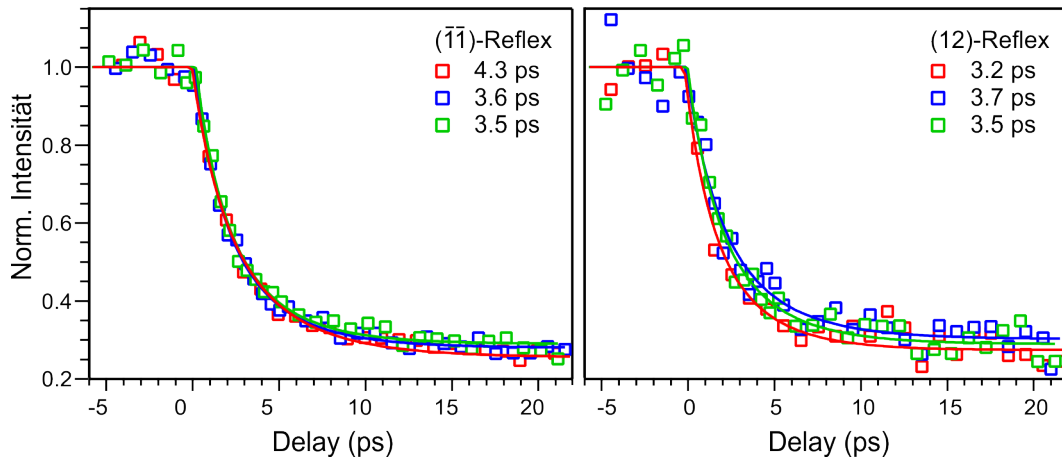 (1̅1̅)-Reflex
4.3 ps
3.6 ps
3.5 ps
(12)-Reflex
3.2 ps
3.7 ps
3.5 ps
Norm. Intensität
1.0
0.8
0.6
0.4
0.2
-5 0 5 10 15 20
-5 0 5 10 15 20
Delay (ps)
Delay (ps)